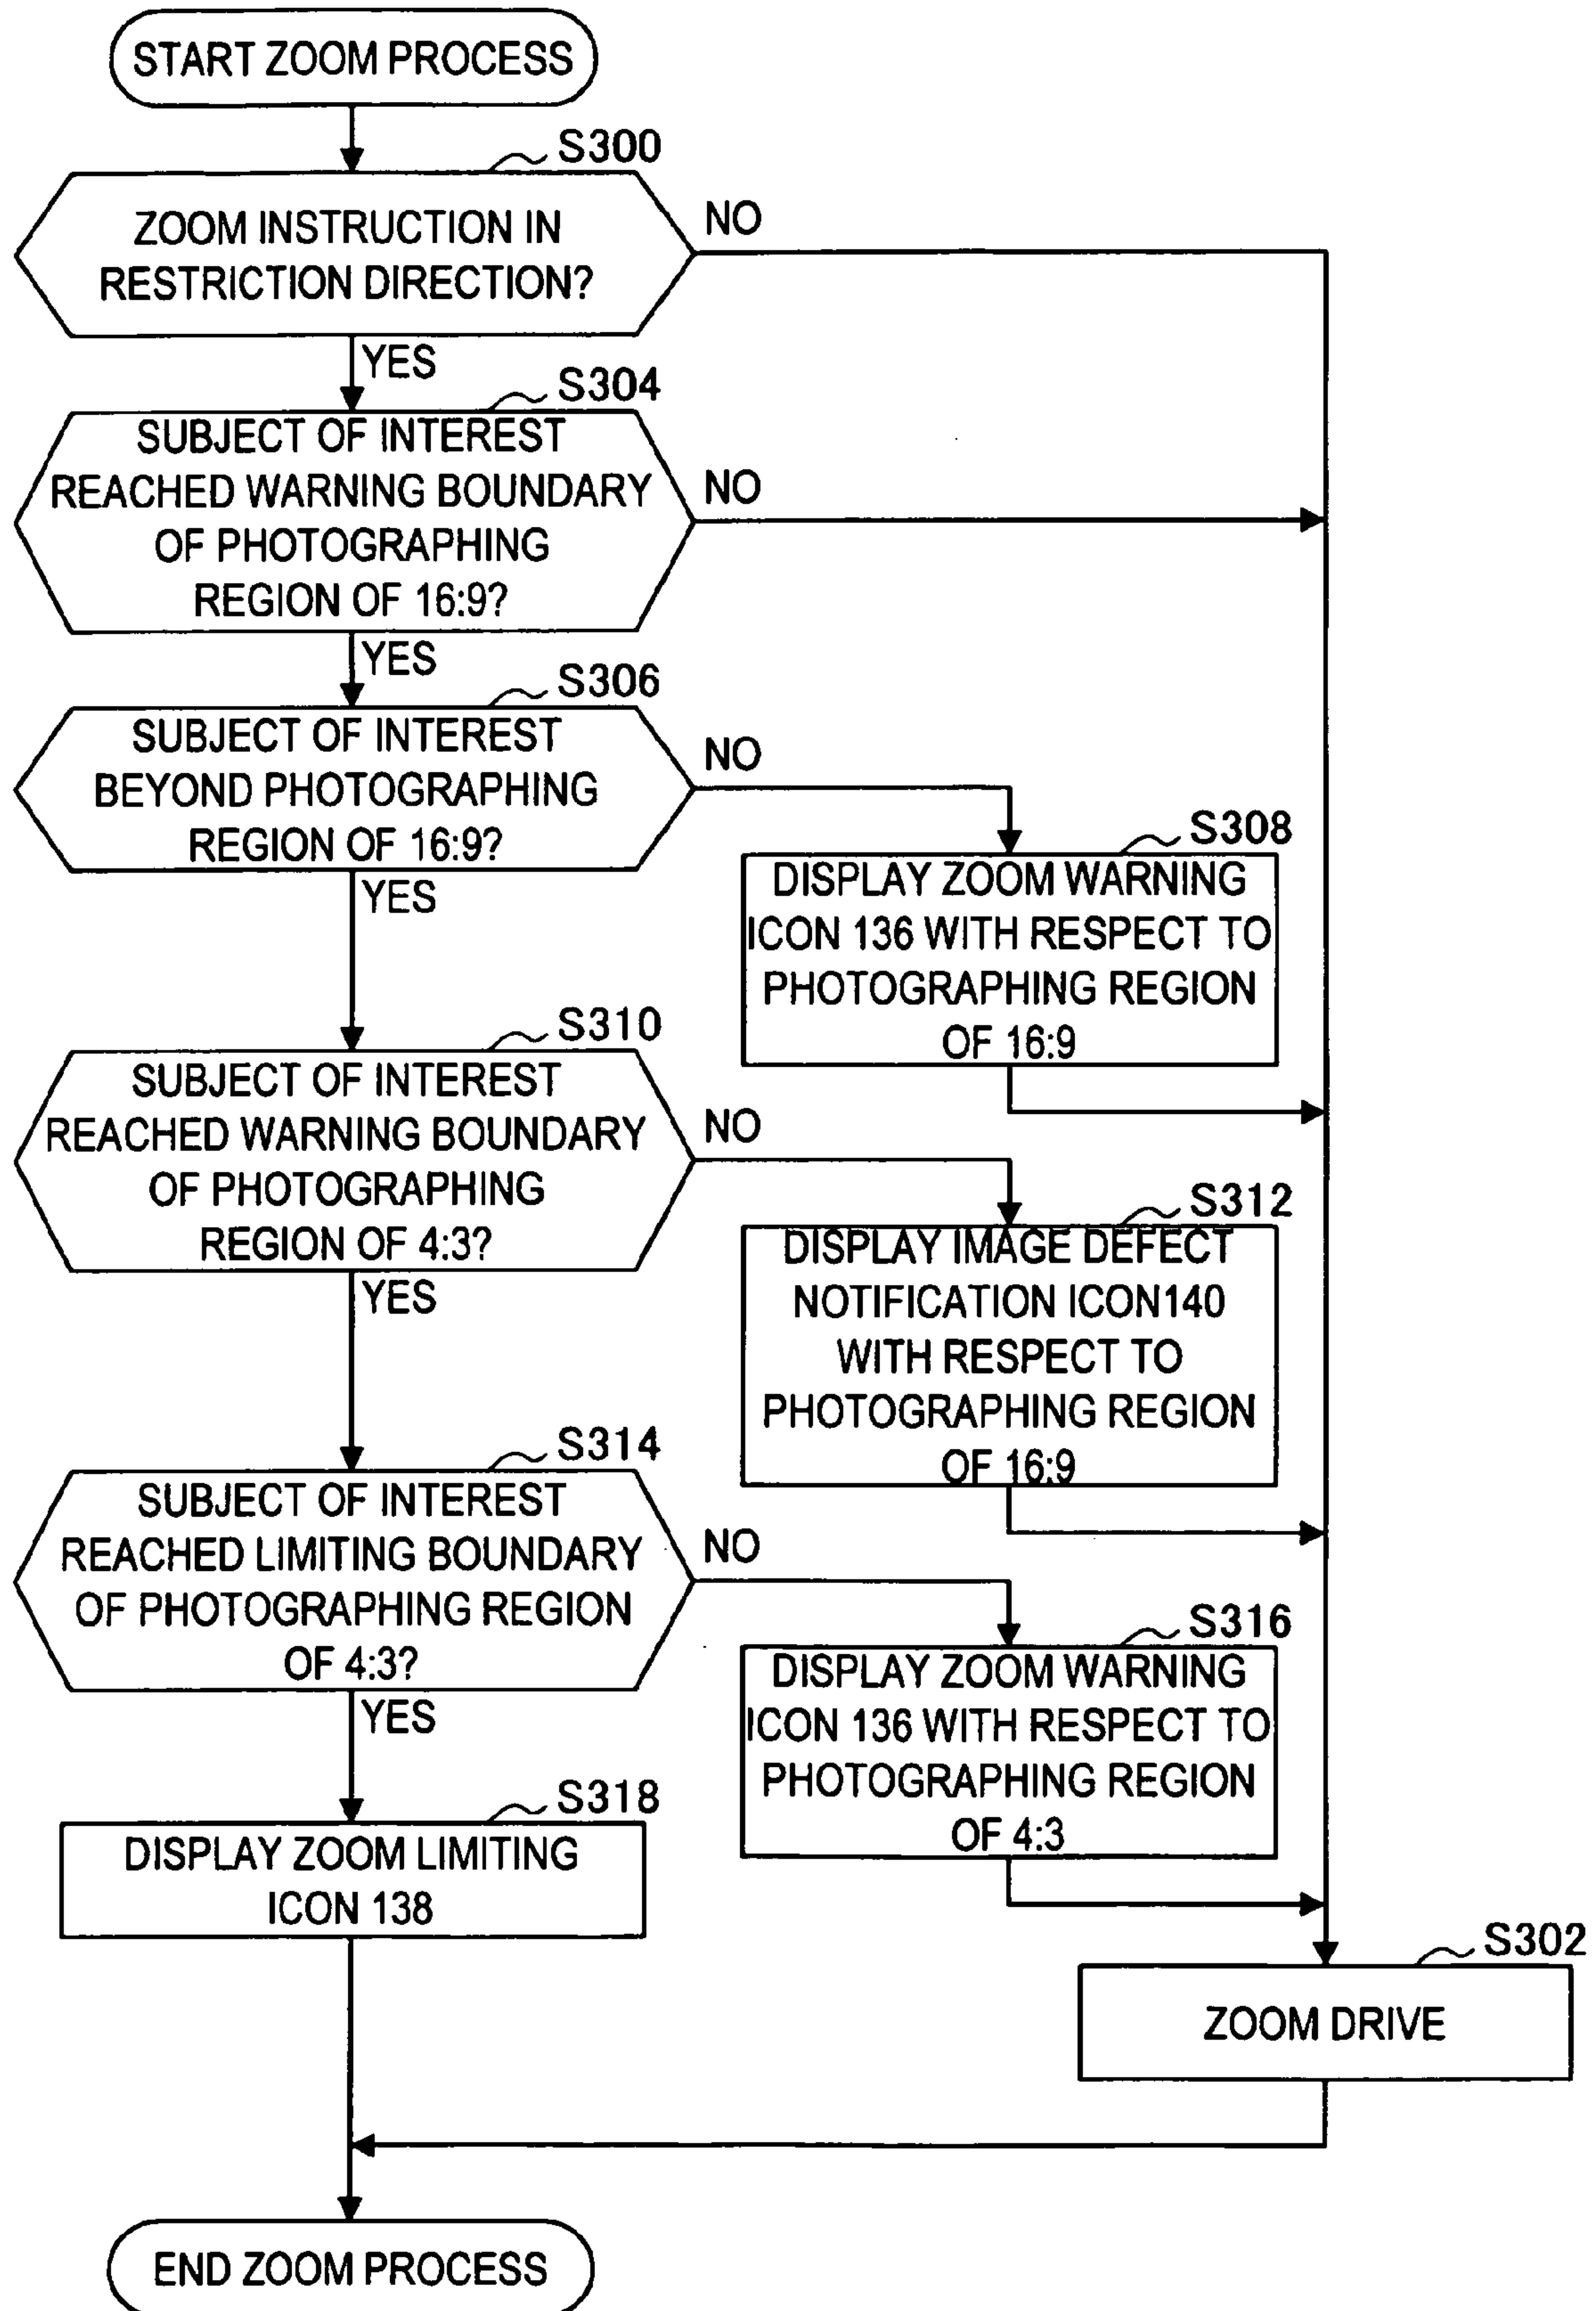 START ZOOM PROCESS
S300
ZOOM INSTRUCTION IN
RESTRICTION DIRECTION?
NO
YES
S304
SUBJECT OF INTEREST
REACHED WARNING BOUNDARY
OF PHOTOGRAPHING
REGION OF 16:9?
NO
YES
S306
SUBJECT OF INTEREST
BEYOND PHOTOGRAPHING
REGION OF 16:9?
NO
YES
S308
DISPLAY ZOOM WARNING
ICON 136 WITH RESPECT TO
PHOTOGRAPHING REGION
OF 16:9
S310
SUBJECT OF INTEREST
REACHED WARNING BOUNDARY
OF PHOTOGRAPHING
REGION OF 4:3?
NO
YES
S312
DISPLAY IMAGE DEFECT
NOTIFICATION ICON140
WITH RESPECT TO
PHOTOGRAPHING REGION
OF 16:9
S314
SUBJECT OF INTEREST
REACHED LIMITING BOUNDARY
OF PHOTOGRAPHING REGION
OF 4:3?
NO
YES
S316
DISPLAY ZOOM WARNING
ICON 136 WITH RESPECT TO
PHOTOGRAPHING REGION
OF 4:3
S318
DISPLAY ZOOM LIMITING
ICON 138
S302
ZOOM DRIVE
END ZOOM PROCESS